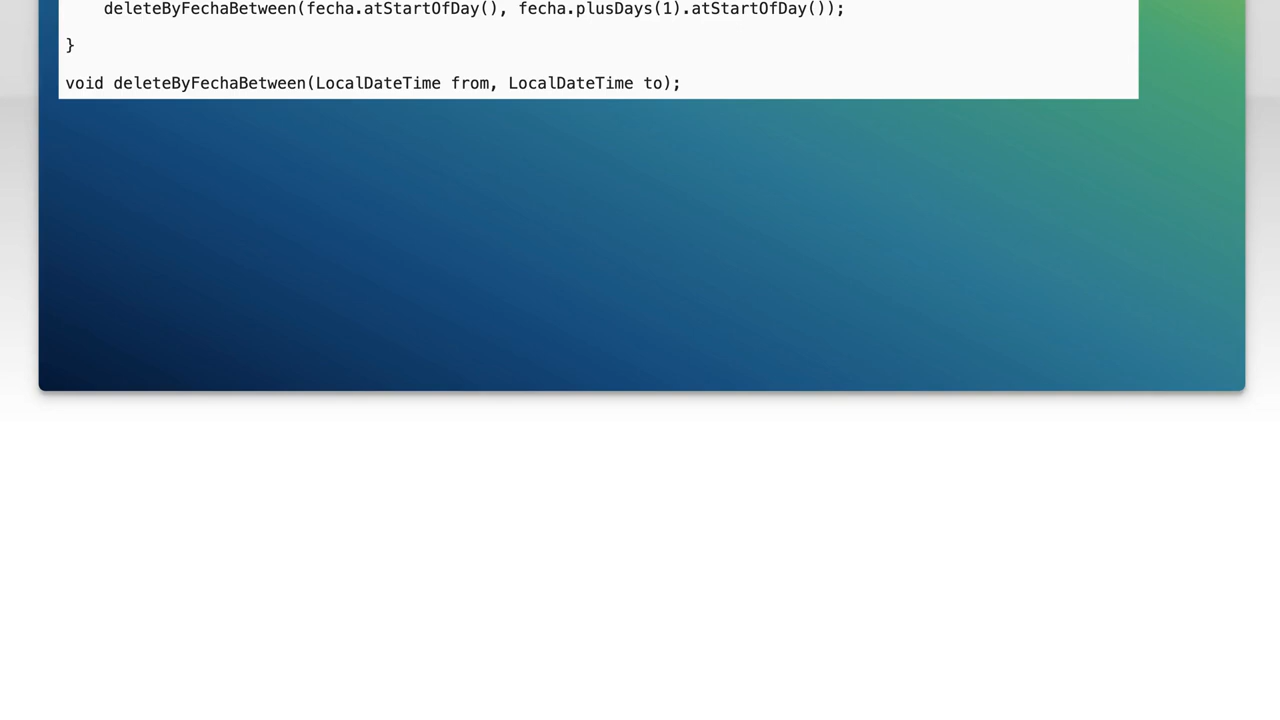 deleteByFechaBetween(fecha.atStartOfDay(), fecha.plusDays(1).atStartOfDay());
}
void deleteByFechaBetween(LocalDateTime from, LocalDateTime to);